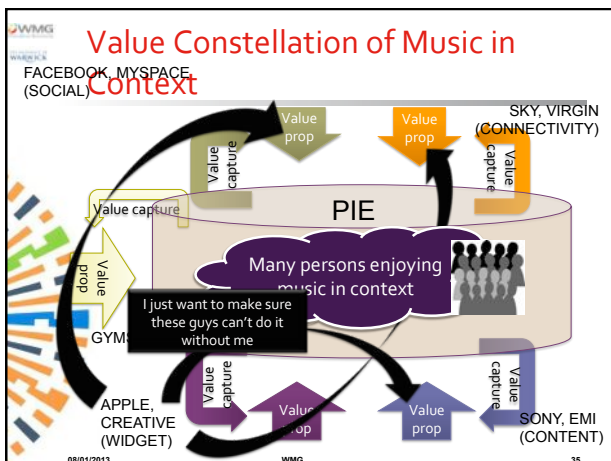 WMG
THE UNIVERSITY OF
WARWICK
Value Constellation of Music in
Context
FACEBOOK, MYSPACE
(SOCIAL)
SKY, VIRGIN
(CONNECTIVITY)
Value
prop
Value
prop
Value
capture
Value
capture
Value capture
PIE
Value
prop
Many persons enjoying
music in context
I just want to make sure
these guys can't do it
without me
GYMS
Value
capture
Value
capture
APPLE,
CREATIVE
(WIDGET)
Value
prop
Value
prop
SONY, EMI
(CONTENT)
08/01/2013
WMG
35